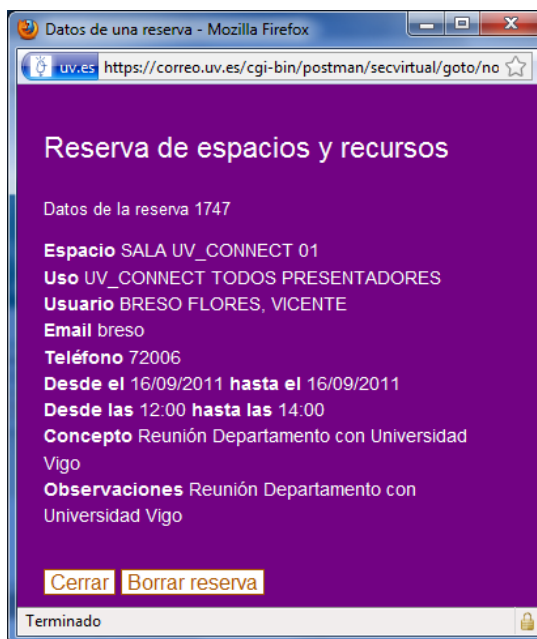 Datos de una reserva - Mozilla Firefox
uv.es https://correo.uv.es/cgi-bin/postman/secvirtual/goto/no
Reserva de espacios y recursos
Datos de la reserva 1747
Espacio SALA UV_CONNECT 01
Uso UV_CONNECT TODOS PRESENTADORES
Usuario BRESO FLORES, VICENTE
Email breso
Teléfono 72006
Desde el 16/09/2011 hasta el 16/09/2011
Desde las 12:00 hasta las 14:00
Concepto Reunión Departamento con Universidad
Vigo
Observaciones Reunión Departamento con
Universidad Vigo
Cerrar Borrar reserva
Terminado